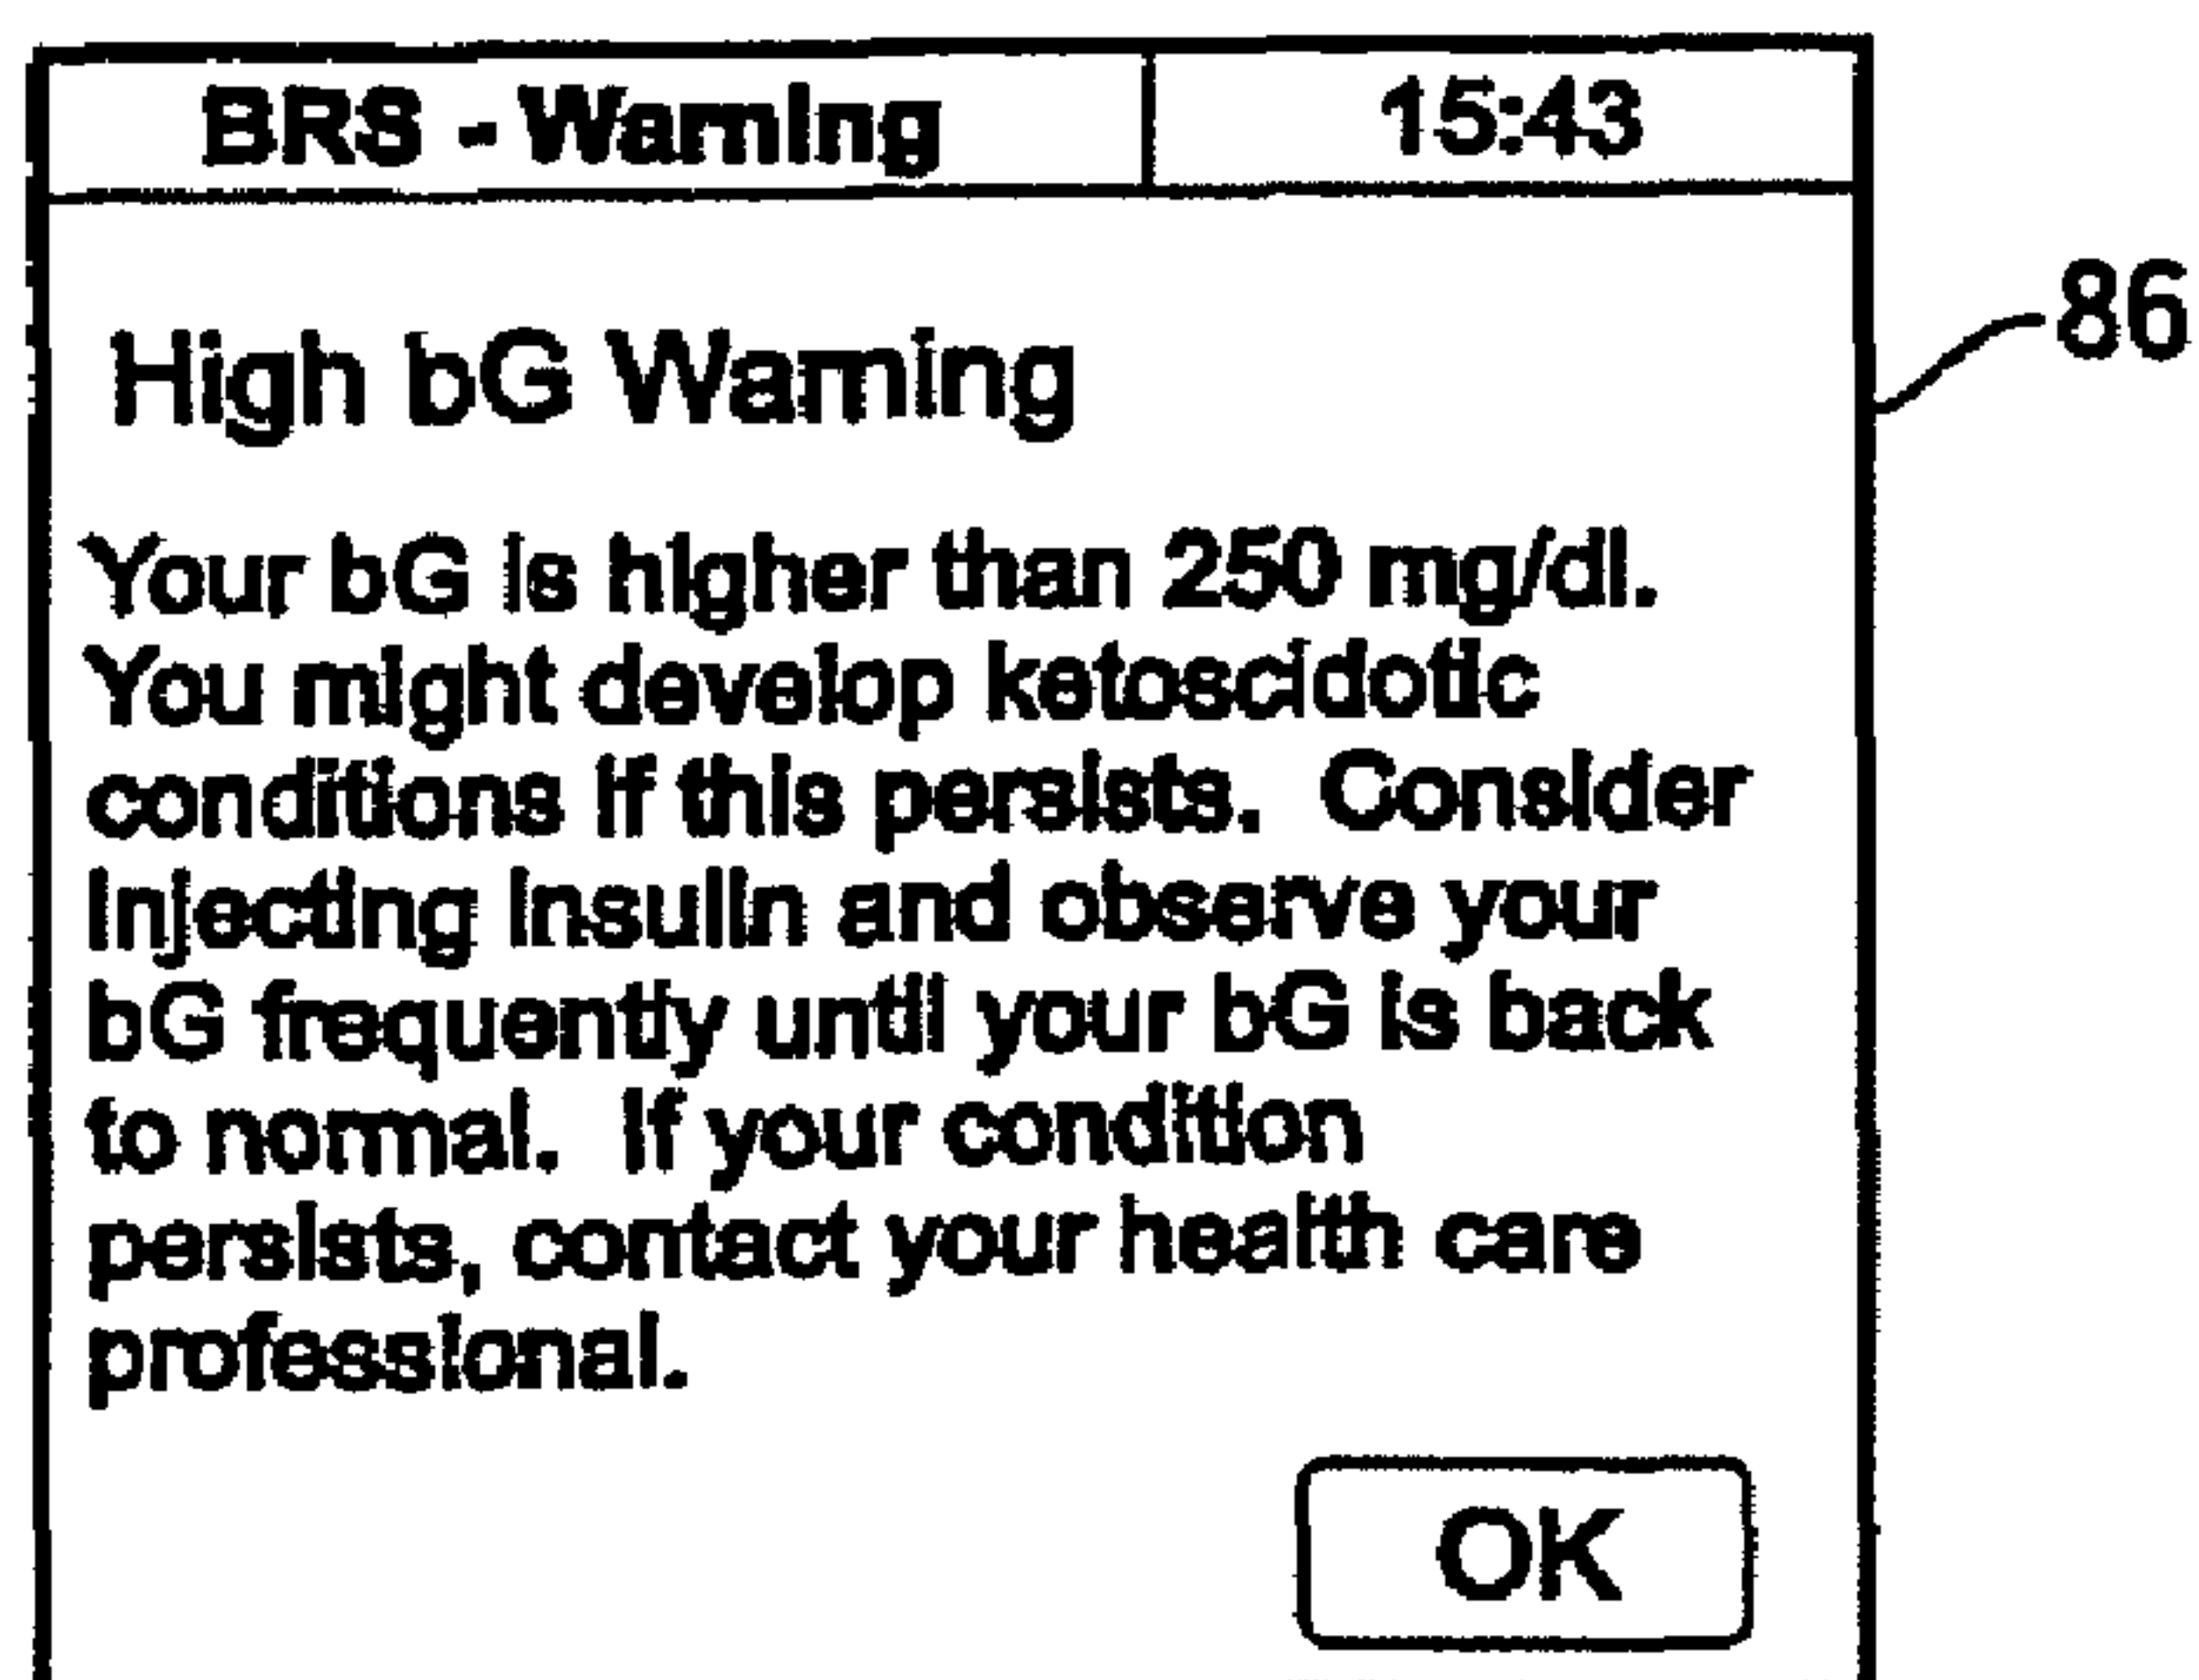 BRS - Warning 15:43
86
High bG Warning
Your bG is higher than 250 mg/dl.
You might develop ketoscidotic
conditions if this persists. Consider
injecting insulin and observe your
bG frequently until your bG is back
to normal. If your condition
persists, contact your health care
professional.
OK